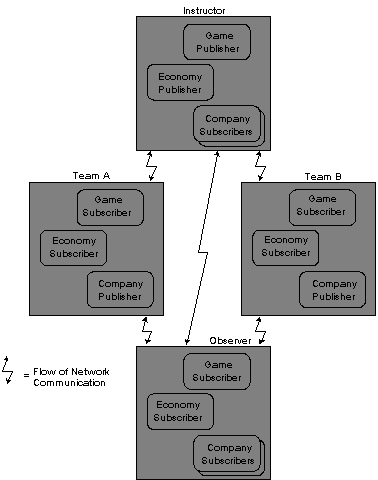 Instructor
Game
Publisher
Economy
Publisher
Company
Subscribers
Team A
Game
Subscriber
Economy
Subscriber
Company
Publisher
Team B
Game
Subscriber
Economy
Subscriber
Company
Publisher
Observer
Game
Subscriber
Economy
Subscriber
Company
Subscribers
= Flow of Network
Communication